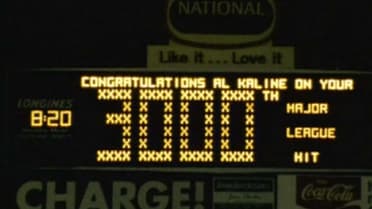 NATIONAL
Like it... Love it
CONGRATULATIONS AL KALINE ON YOUR
3000 TH
LONGINES
8:20
MAJOR
LEAGUE
HIT
CHARGE!
Coca-Cola